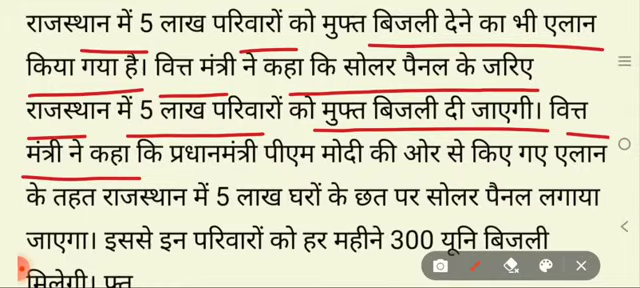 राजस्थान में 5 लाख परिवारों को मुफ्त बिजली देने का भी एलान
किया गया है। वित्त मंत्री ने कहा कि सोलर पैनल के जरिए
राजस्थान में 5 लाख परिवारों को मुफ्त बिजली दी जाएगी। वित्त
मंत्री ने कहा कि प्रधानमंत्री पीएम मोदी की ओर से किए गए एलान
के तहत राजस्थान में 5 लाख घरों के छत पर सोलर पैनल लगाया
जाएगा। इससे इन परिवारों को हर महीने 300 यूनि बिजली
मिलेगी। फ्त